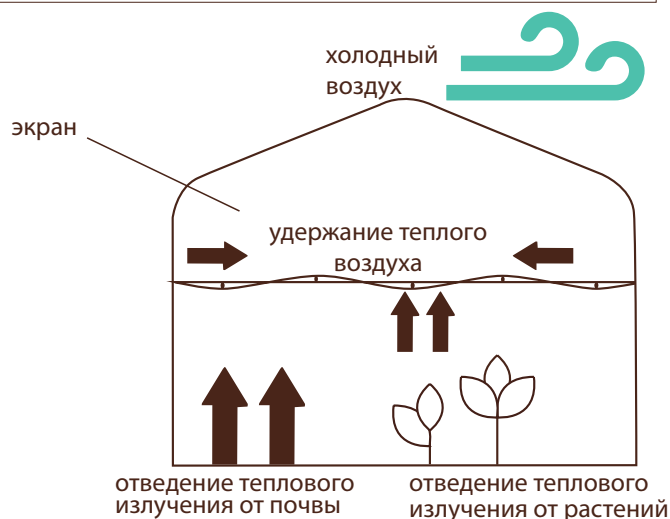 холодный
воздух
экран
удержание теплого
воздуха
отведение теплового
излучения от почвы
отведение теплового
излучения от растений